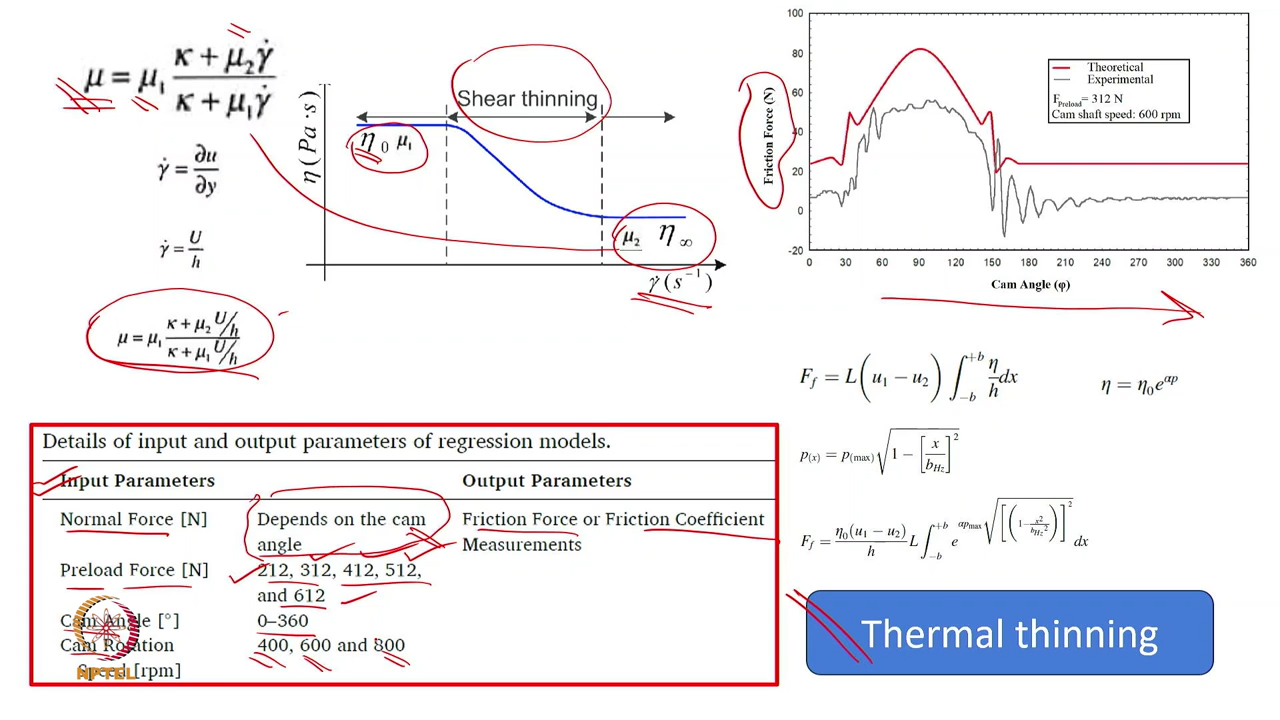 μ = μ₁ (κ + μ₂γ̇) / (κ + μ₁γ̇)
γ̇ = ∂u / ∂y
γ̇ = U / h
μ = μ₁ (κ + μ₂ U/h) / (κ + μ₁ U/h)
Shear thinning
η (Pa·s)
η₀ μ₁
μ₂ η∞
γ̇ (s⁻¹)
Friction Force (N)
100
80
60
40
20
0
-20
Theoretical
Experimental
F_Preload = 312 N
Cam shaft speed: 600 rpm
0 30 60 90 120 150 180 210 240 270 300 330 360
Cam Angle (φ)
F_f = L(u₁ − u₂) ∫_{−b}^{+b} η/h dx
η = η₀e^{αp}
p_(x) = p_(max) √(1 − [x / b_Hz]²)
F_f = η₀(u₁ − u₂)/h L ∫_{−b}^{+b} e^{αp_max √([(1 − x²/b_Hz²)]²)} dx
Details of input and output parameters of regression models.
Input Parameters Output Parameters
Normal Force [N] Depends on the cam Friction Force or Friction Coefficient
angle Measurements
Preload Force [N] 212, 312, 412, 512,
and 612
Cam Angle [°] 0–360
Cam Rotation 400, 600 and 800
Speed [rpm]
NPTEL
Thermal thinning